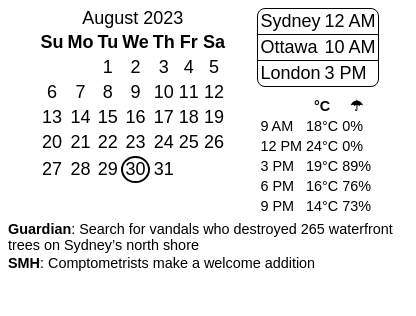 August 2023
Su Mo Tu We Th Fr Sa
1 2 3 4 5
6 7 8 9 10 11 12
13 14 15 16 17 18 19
20 21 22 23 24 25 26
27 28 29 30 31
Sydney 12 AM
Ottawa 10 AM
London 3 PM
°C ☂
9 AM 18°C 0%
12 PM 24°C 0%
3 PM 19°C 89%
6 PM 16°C 76%
9 PM 14°C 73%
Guardian: Search for vandals who destroyed 265 waterfront
trees on Sydney’s north shore
SMH: Comptometrists make a welcome addition